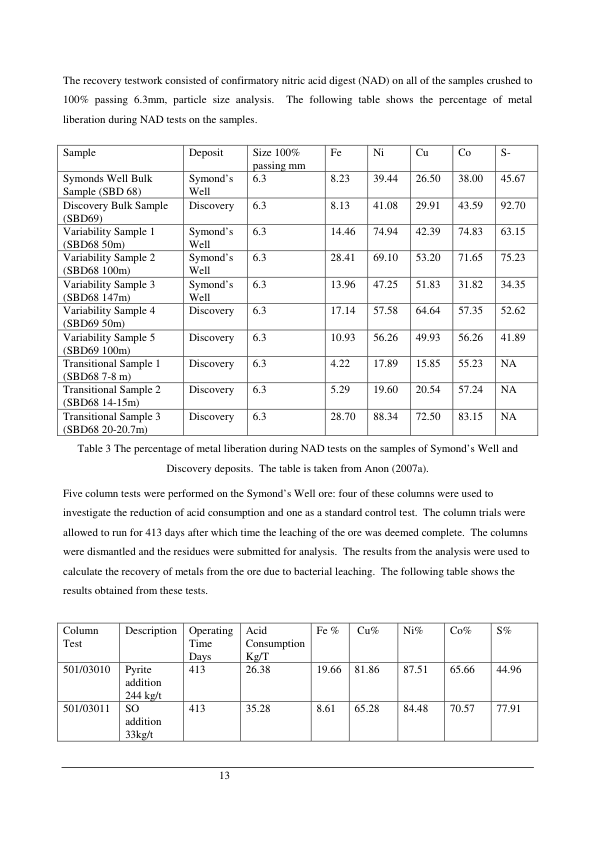 The recovery testwork consisted of confirmatory nitric acid digest (NAD) on all of the samples crushed to
100% passing 6.3mm, particle size analysis. The following table shows the percentage of metal
liberation during NAD tests on the samples.
Sample Deposit Size 100% Fe Ni Cu Co S-
passing mm
Symonds Well Bulk Symond’s 6.3 8.23 39.44 26.50 38.00 45.67
Sample (SBD 68) Well
Discovery Bulk Sample Discovery 6.3 8.13 41.08 29.91 43.59 92.70
(SBD69)
Variability Sample 1 Symond’s 6.3 14.46 74.94 42.39 74.83 63.15
(SBD68 50m) Well
Variability Sample 2 Symond’s 6.3 28.41 69.10 53.20 71.65 75.23
(SBD68 100m) Well
Variability Sample 3 Symond’s 6.3 13.96 47.25 51.83 31.82 34.35
(SBD68 147m) Well
Variability Sample 4 Discovery 6.3 17.14 57.58 64.64 57.35 52.62
(SBD69 50m)
Variability Sample 5 Discovery 6.3 10.93 56.26 49.93 56.26 41.89
(SBD69 100m)
Transitional Sample 1 Discovery 6.3 4.22 17.89 15.85 55.23 NA
(SBD68 7-8 m)
Transitional Sample 2 Discovery 6.3 5.29 19.60 20.54 57.24 NA
(SBD68 14-15m)
Transitional Sample 3 Discovery 6.3 28.70 88.34 72.50 83.15 NA
(SBD68 20-20.7m)
Table 3 The percentage of metal liberation during NAD tests on the samples of Symond’s Well and
Discovery deposits. The table is taken from Anon (2007a).
Five column tests were performed on the Symond’s Well ore: four of these columns were used to
investigate the reduction of acid consumption and one as a standard control test. The column trials were
allowed to run for 413 days after which time the leaching of the ore was deemed complete. The columns
were dismantled and the residues were submitted for analysis. The results from the analysis were used to
calculate the recovery of metals from the ore due to bacterial leaching. The following table shows the
results obtained from these tests.
Column Description Operating Acid Fe % Cu% Ni% Co% S%
Test Time Consumption
Days Kg/T
501/03010 Pyrite 413 26.38 19.66 81.86 87.51 65.66 44.96
addition
244 kg/t
501/03011 SO 413 35.28 8.61 65.28 84.48 70.57 77.91
addition
33kg/t
13